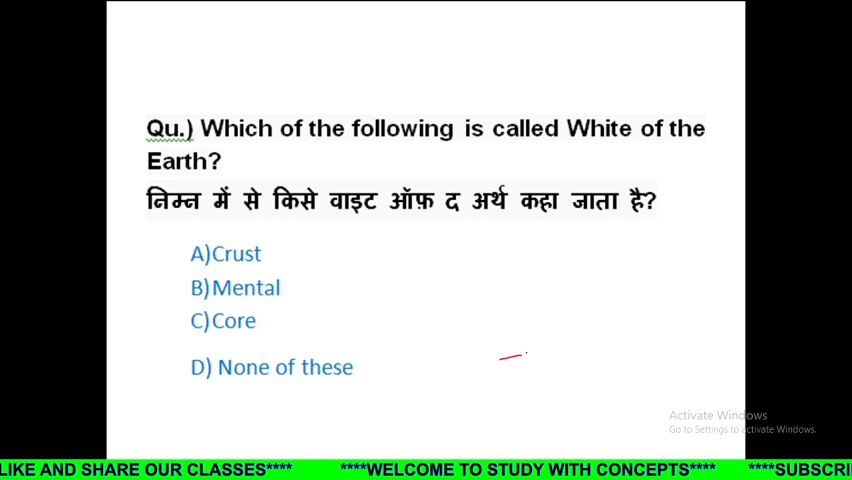 Qu.) Which of the following is called White of the
Earth?
निम्न में से किसे वाइट ऑफ़ द अर्थ कहा जाता है?
A)Crust
B)Mental
C)Core
D) None of these
Activate Windows
Go to Settings to activate Windows.
LIKE AND SHARE OUR CLASSES**** ****WELCOME TO STUDY WITH CONCEPTS**** ****SUBSCRI